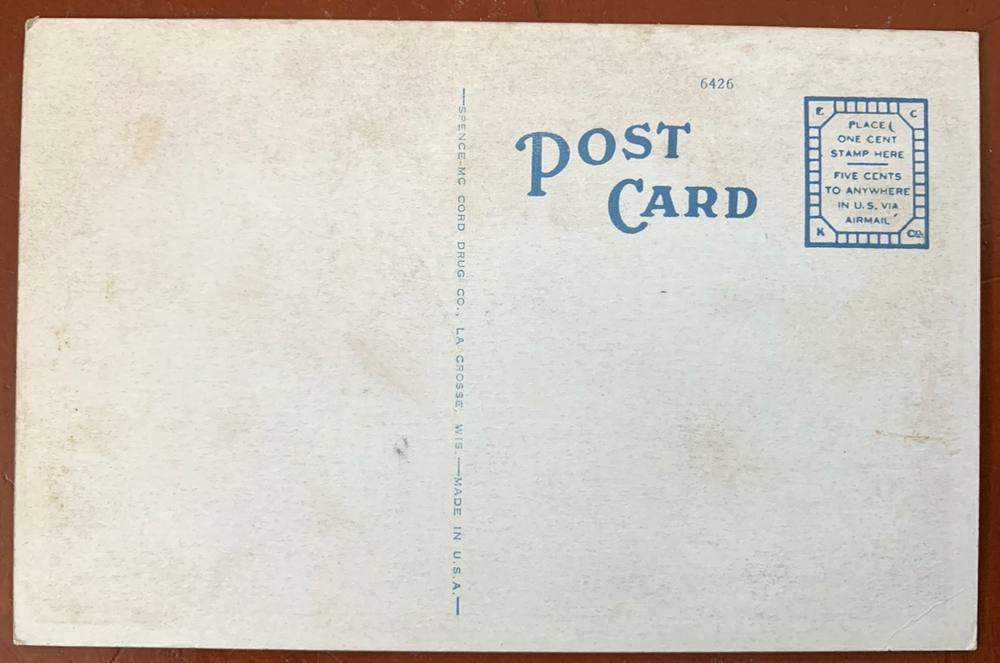 6426
POST
CARD
E C
PLACE
ONE CENT
STAMP HERE
FIVE CENTS
TO ANYWHERE
IN U.S. VIA
AIRMAIL
K Co.
—SPENCE-MC CORD DRUG CO., LA CROSSE, WIS.—MADE IN U.S.A.—